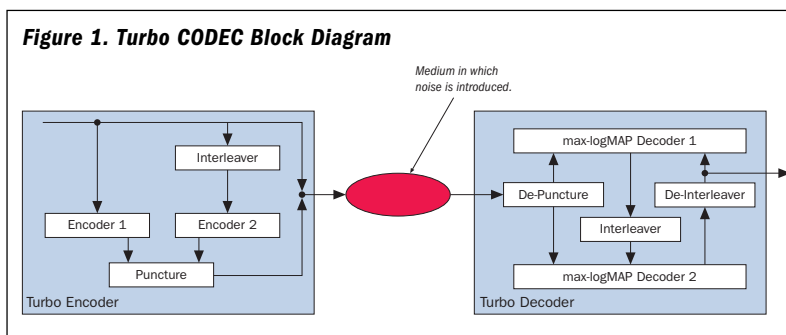 Figure 1. Turbo CODEC Block Diagram
Medium in which
noise is introduced.
Interleaver
Encoder 1
Encoder 2
Puncture
Turbo Encoder
max-logMAP Decoder 1
De-Puncture
De-Interleaver
Interleaver
max-logMAP Decoder 2
Turbo Decoder